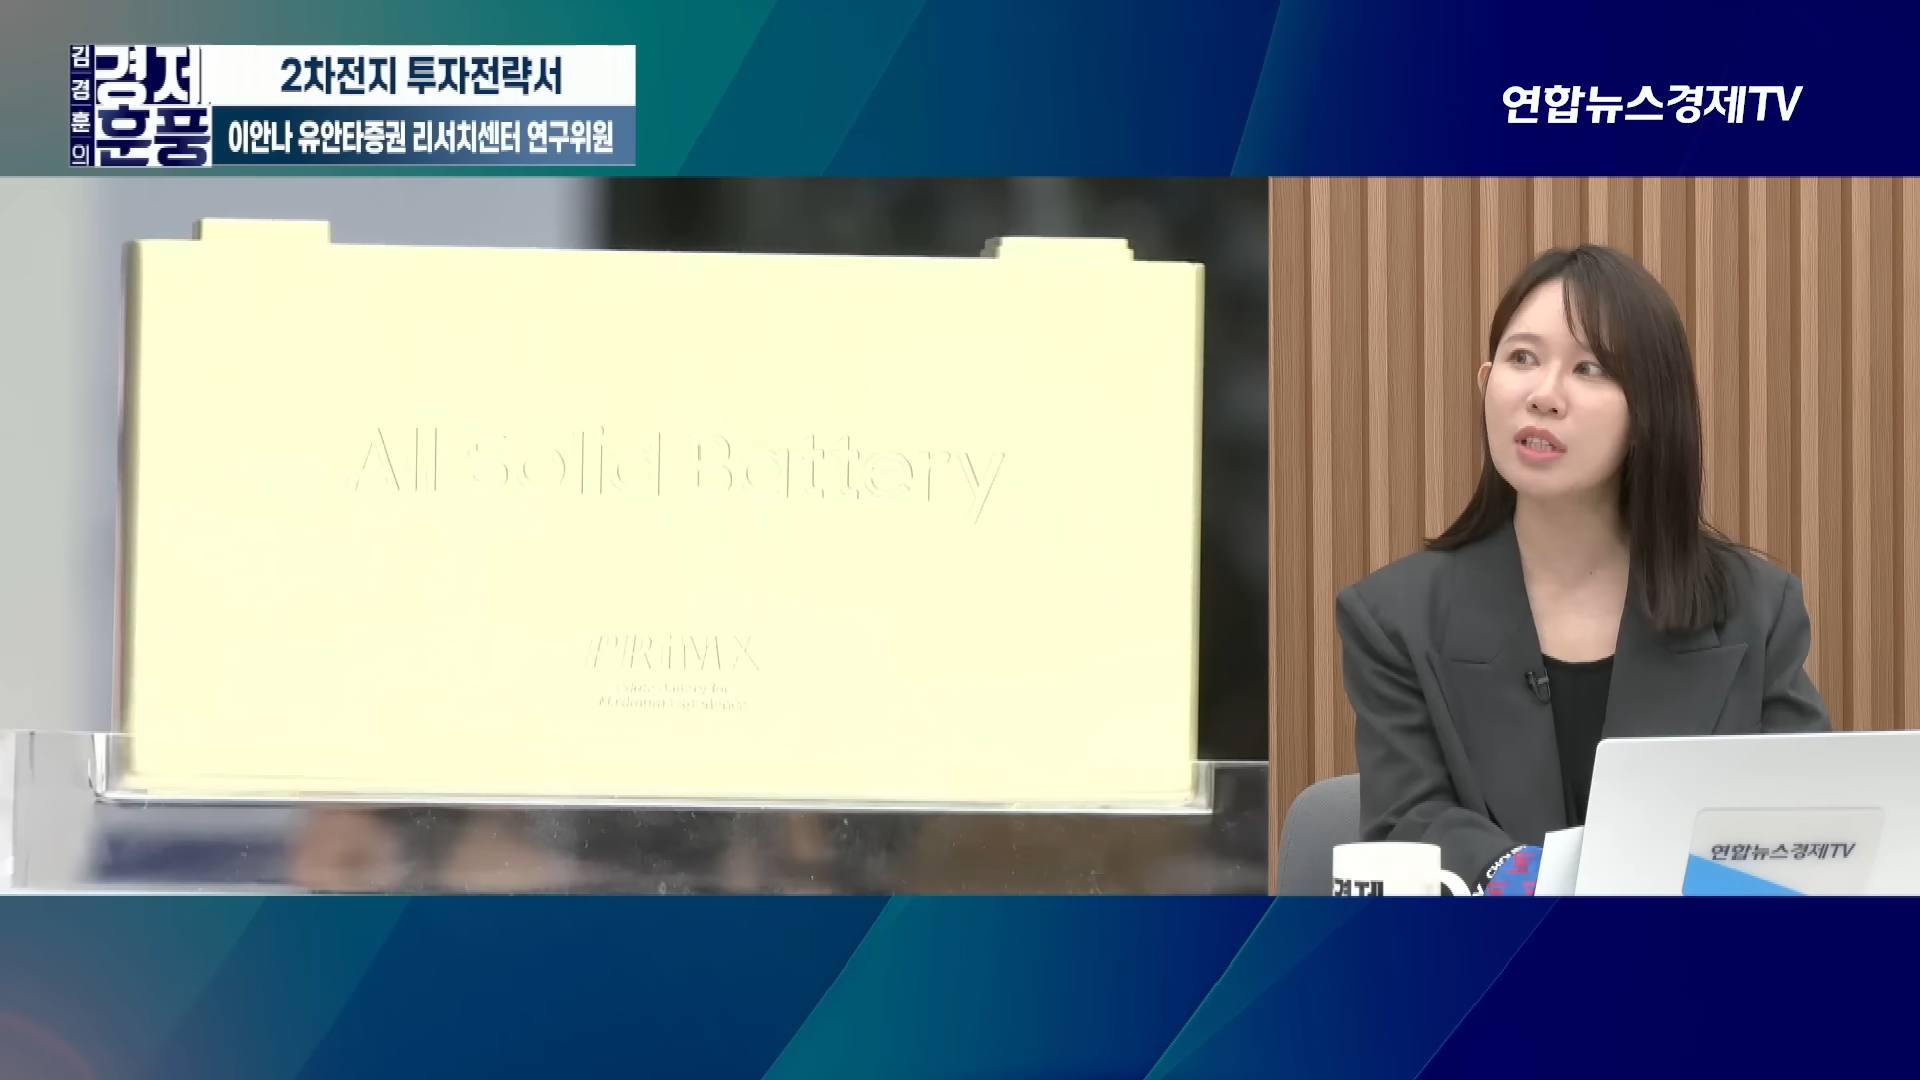 김경훈의
경제
훈풍
2차전지 투자전략서
이안나 유안타증권 리서치센터 연구위원
연합뉴스경제TV
All Solid Battery
PRiMX
연합뉴스경제TV
경제